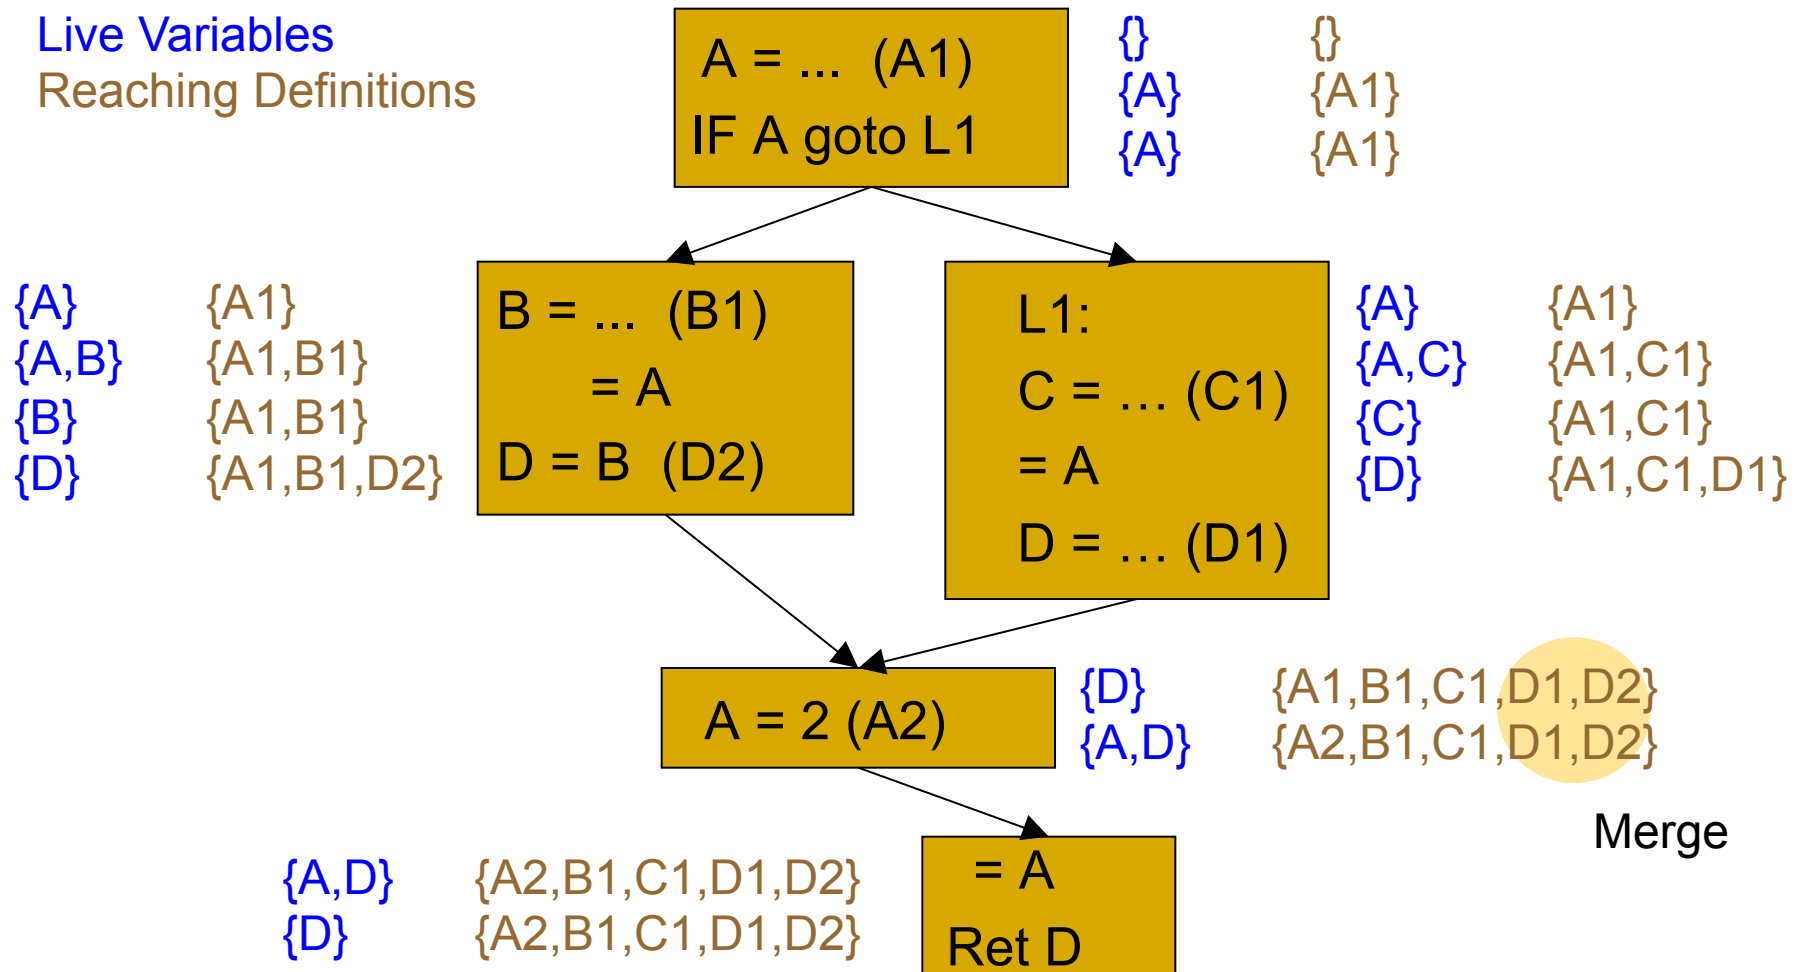 Live Variables
Reaching Definitions
A = ... (A1)
IF A goto L1
{} {}
{A} {A1}
{A} {A1}
{A} {A1}
{A,B} {A1,B1}
{B} {A1,B1}
{D} {A1,B1,D2}
B = ... (B1)
= A
D = B (D2)
L1:
C = … (C1)
= A
D = … (D1)
{A} {A1}
{A,C} {A1,C1}
{C} {A1,C1}
{D} {A1,C1,D1}
A = 2 (A2)
{D} {A1,B1,C1,D1,D2}
{A,D} {A2,B1,C1,D1,D2}
Merge
{A,D} {A2,B1,C1,D1,D2}
{D} {A2,B1,C1,D1,D2}
= A
Ret D